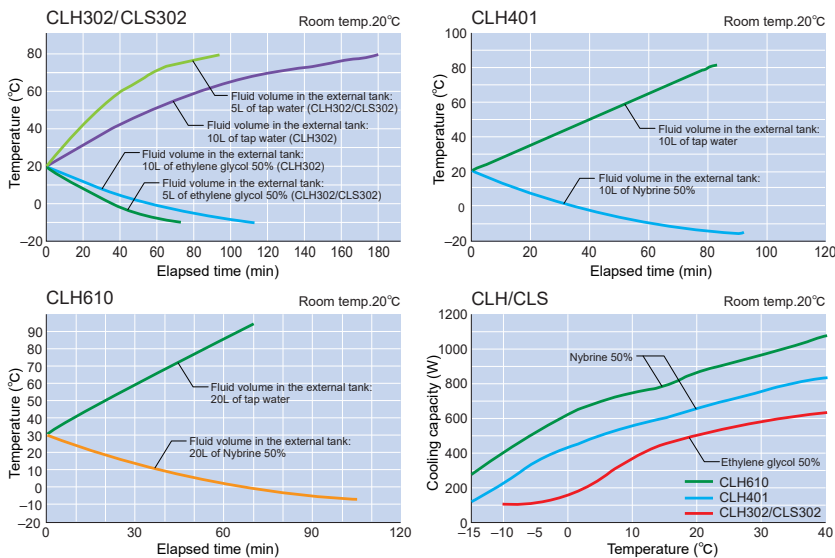 CLH302/CLS302
Room temp.20℃
Temperature (℃)
80
60
40
20
0
–20
Fluid volume in the external tank:
5L of tap water (CLH302/CLS302)
Fluid volume in the external tank:
10L of tap water (CLH302)
Fluid volume in the external tank:
10L of ethylene glycol 50% (CLH302)
Fluid volume in the external tank:
5L of ethylene glycol 50% (CLH302/CLS302)
0 20 40 60 80 100 120 140 160 180
Elapsed time (min)
CLH401
Room temp.20℃
Temperature (℃)
100
80
60
40
20
0
–20
Fluid volume in the external tank:
10L of tap water
Fluid volume in the external tank:
10L of Nybrine 50%
0 20 40 60 80 100 120
Elapsed time (min)
CLH610
Room temp.20℃
Temperature (℃)
90
80
70
60
50
40
30
20
10
0
–10
–20
Fluid volume in the external tank:
20L of tap water
Fluid volume in the external tank:
20L of Nybrine 50%
0 30 60 90 120
Elapsed time (min)
CLH/CLS
Room temp.20℃
Cooling capacity (W)
1200
1000
800
600
400
200
0
Nybrine 50%
Ethylene glycol 50%
CLH610
CLH401
CLH302/CLS302
–15 –10 –5 0 10 20 30 40
Temperature (℃)